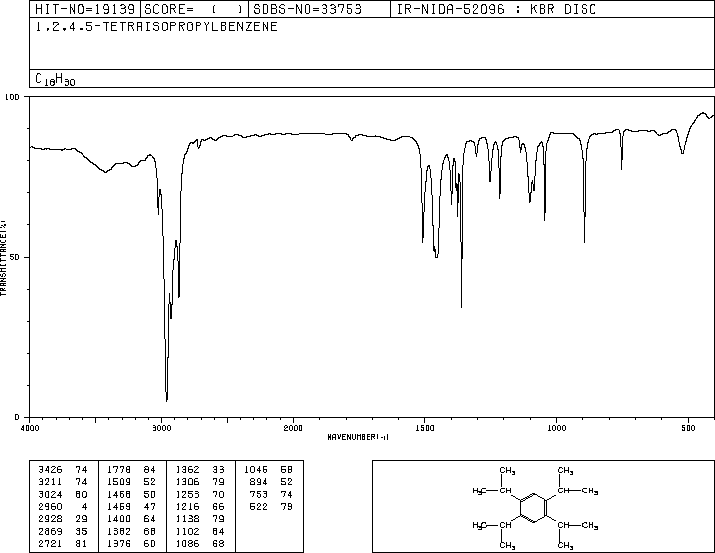 HIT-NO=19139 SCORE= ( ) SDBS-NO=33753 IR-NIDA-52096 : KBR DISC
1,2,4,5-TETRAISOPROPYLBENZENE
C18H30
100
50
0
TRANSMITTANCE(%)
4000 3000 2000 1500 1000 500
WAVENUMBER(-1)
3426 74 1778 84 1362 33 1046 58
3211 74 1509 52 1306 79 894 52
3024 60 1468 50 1253 70 753 74
2960 4 1459 47 1216 66 522 79
2928 29 1400 64 1138 79
2869 35 1382 68 1102 64
2721 81 1376 60 1086 68
CH3 CH3
H3C CH CH CH3
H3C CH CH CH3
CH3 CH3